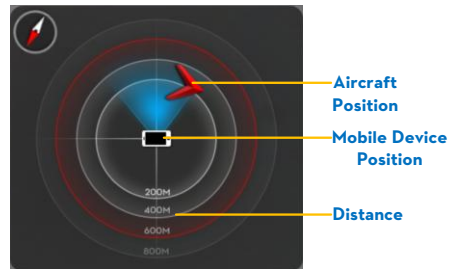 Aircraft
Position
Mobile Device
Position
200M
Distance
400M
600M
800M